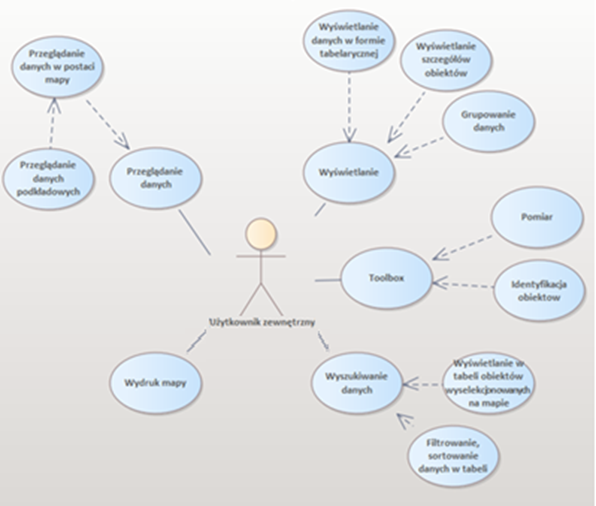 Przeglądanie
danych w postaci
mapy
Przeglądanie
danych
podkładowych
Przeglądanie
danych
Wyświetlanie
danych w formie
tabelarycznej
Wyświetlanie
szczegółów
obiektów
Grupowanie
danych
Wyświetlanie
Pomiar
Toolbox
Identyfikacja
obiektow
Użytkownik zewnętrzny
Wydruk mapy
Wyszukiwanie
danych
Wyświetlanie w
tabeli obiektów
wyselekcjonowanych
na mapie
Filtrowanie,
sortowanie
danych w tabeli